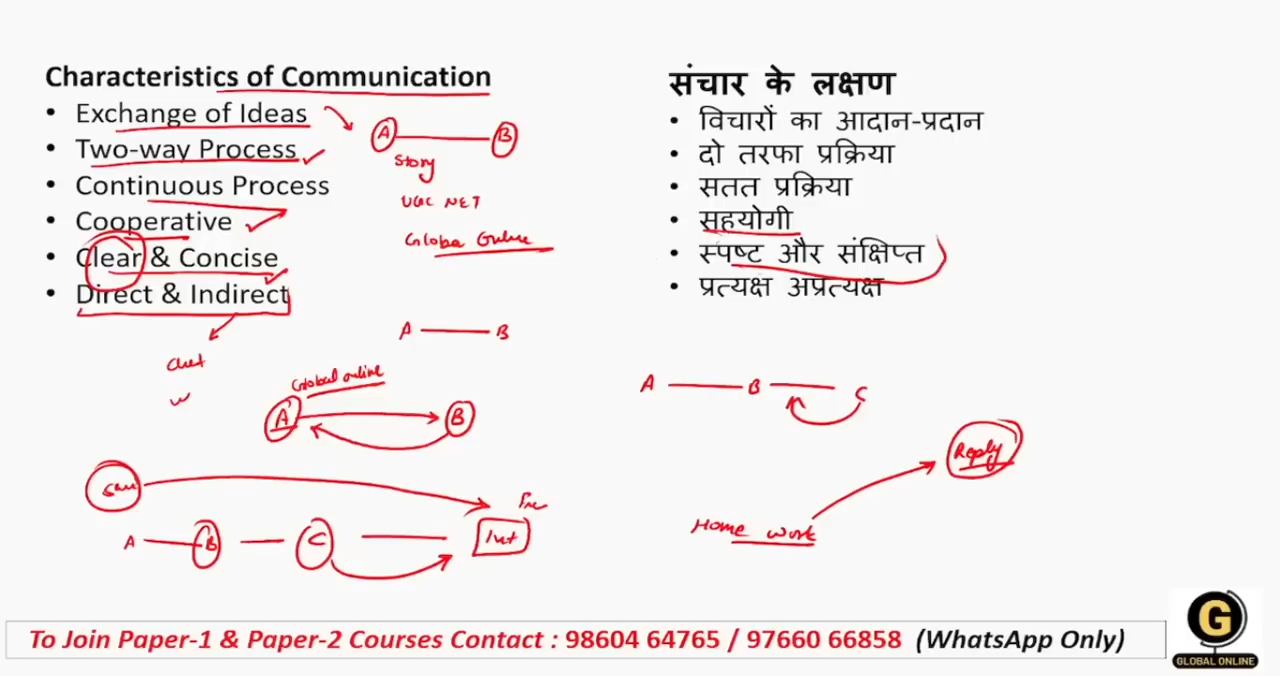 Characteristics of Communication
• Exchange of Ideas
• Two-way Process
• Continuous Process
• Cooperative
• Clear & Concise
• Direct & Indirect
संचार के लक्षण
• विचारों का आदान-प्रदान
• दो तरफा प्रक्रिया
• सतत प्रक्रिया
• सहयोगी
• स्पष्ट और संक्षिप्त
• प्रत्यक्ष अप्रत्यक्ष
A B
Story
UGC NET
A B
Global online
A B
A B C
Reply
Home work
A B C
To Join Paper-1 & Paper-2 Courses Contact : 98604 64765 / 97660 66858 (WhatsApp Only)
G
GLOBAL ONLINE